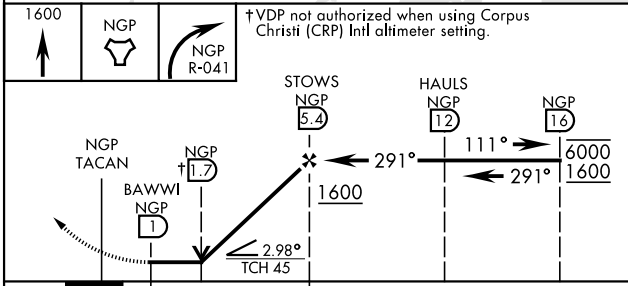 1600
NGP
NGP
R-041
†VDP not authorized when using Corpus
Christi (CRP) Intl altimeter setting.
STOWS
NGP
5.4
HAULS
NGP
12
NGP
16
NGP
TACAN
BAWWI
NGP
1
NGP
†1.7
291°
111°
291°
6000
1600
1600
2.98°
TCH 45